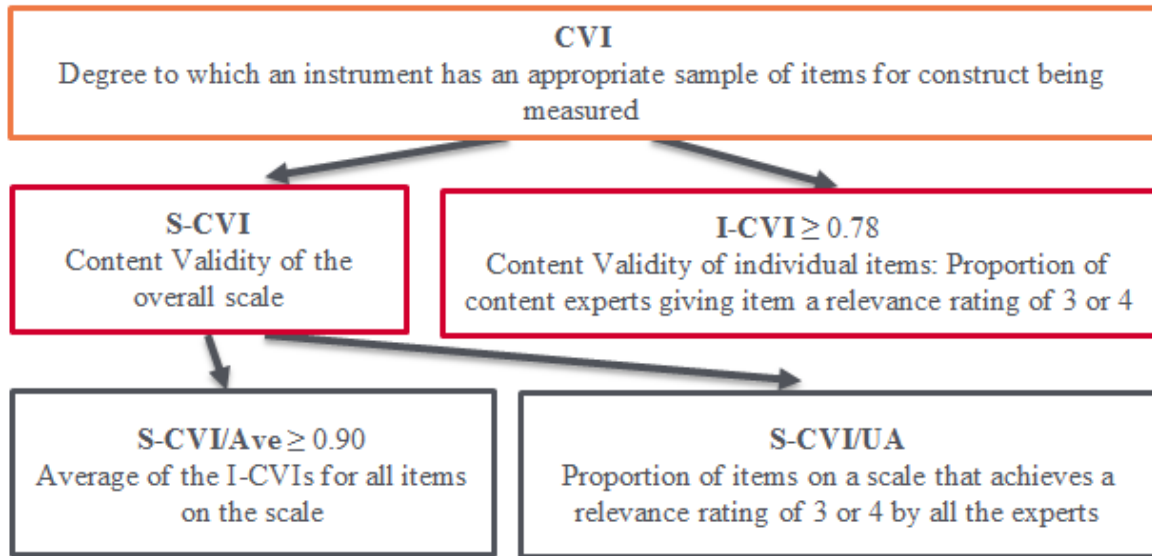 CVI
Degree to which an instrument has an appropriate sample of items for construct being
measured
S-CVI
Content Validity of the
overall scale
I-CVI ≥ 0.78
Content Validity of individual items: Proportion of
content experts giving item a relevance rating of 3 or 4
S-CVI/Ave ≥ 0.90
Average of the I-CVIs for all items
on the scale
S-CVI/UA
Proportion of items on a scale that achieves a
relevance rating of 3 or 4 by all the experts